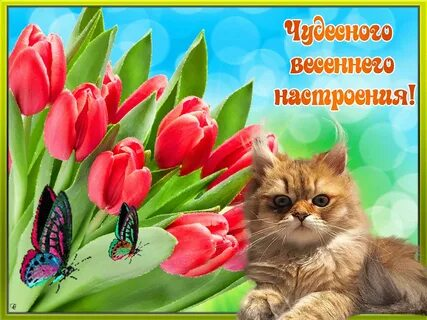 Чудесного
весеннего
настроения!